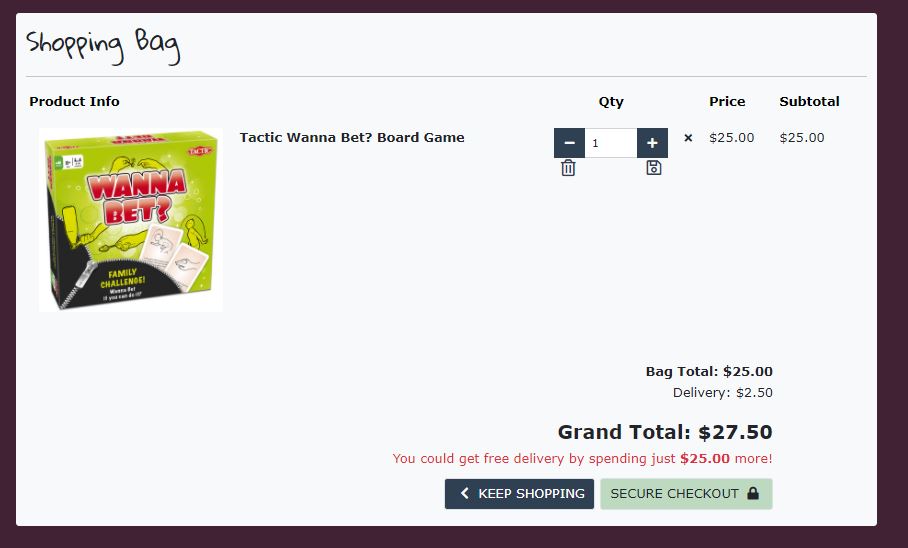 Shopping Bag
Product Info Qty Price Subtotal
Tactic Wanna Bet? Board Game − 1 + × $25.00 $25.00
TACTIC
WANNA
BET?
FAMILY
CHALLENGE!
Wanna Bet
if you can do it?
Bag Total: $25.00
Delivery: $2.50
Grand Total: $27.50
You could get free delivery by spending just $25.00 more!
KEEP SHOPPING SECURE CHECKOUT